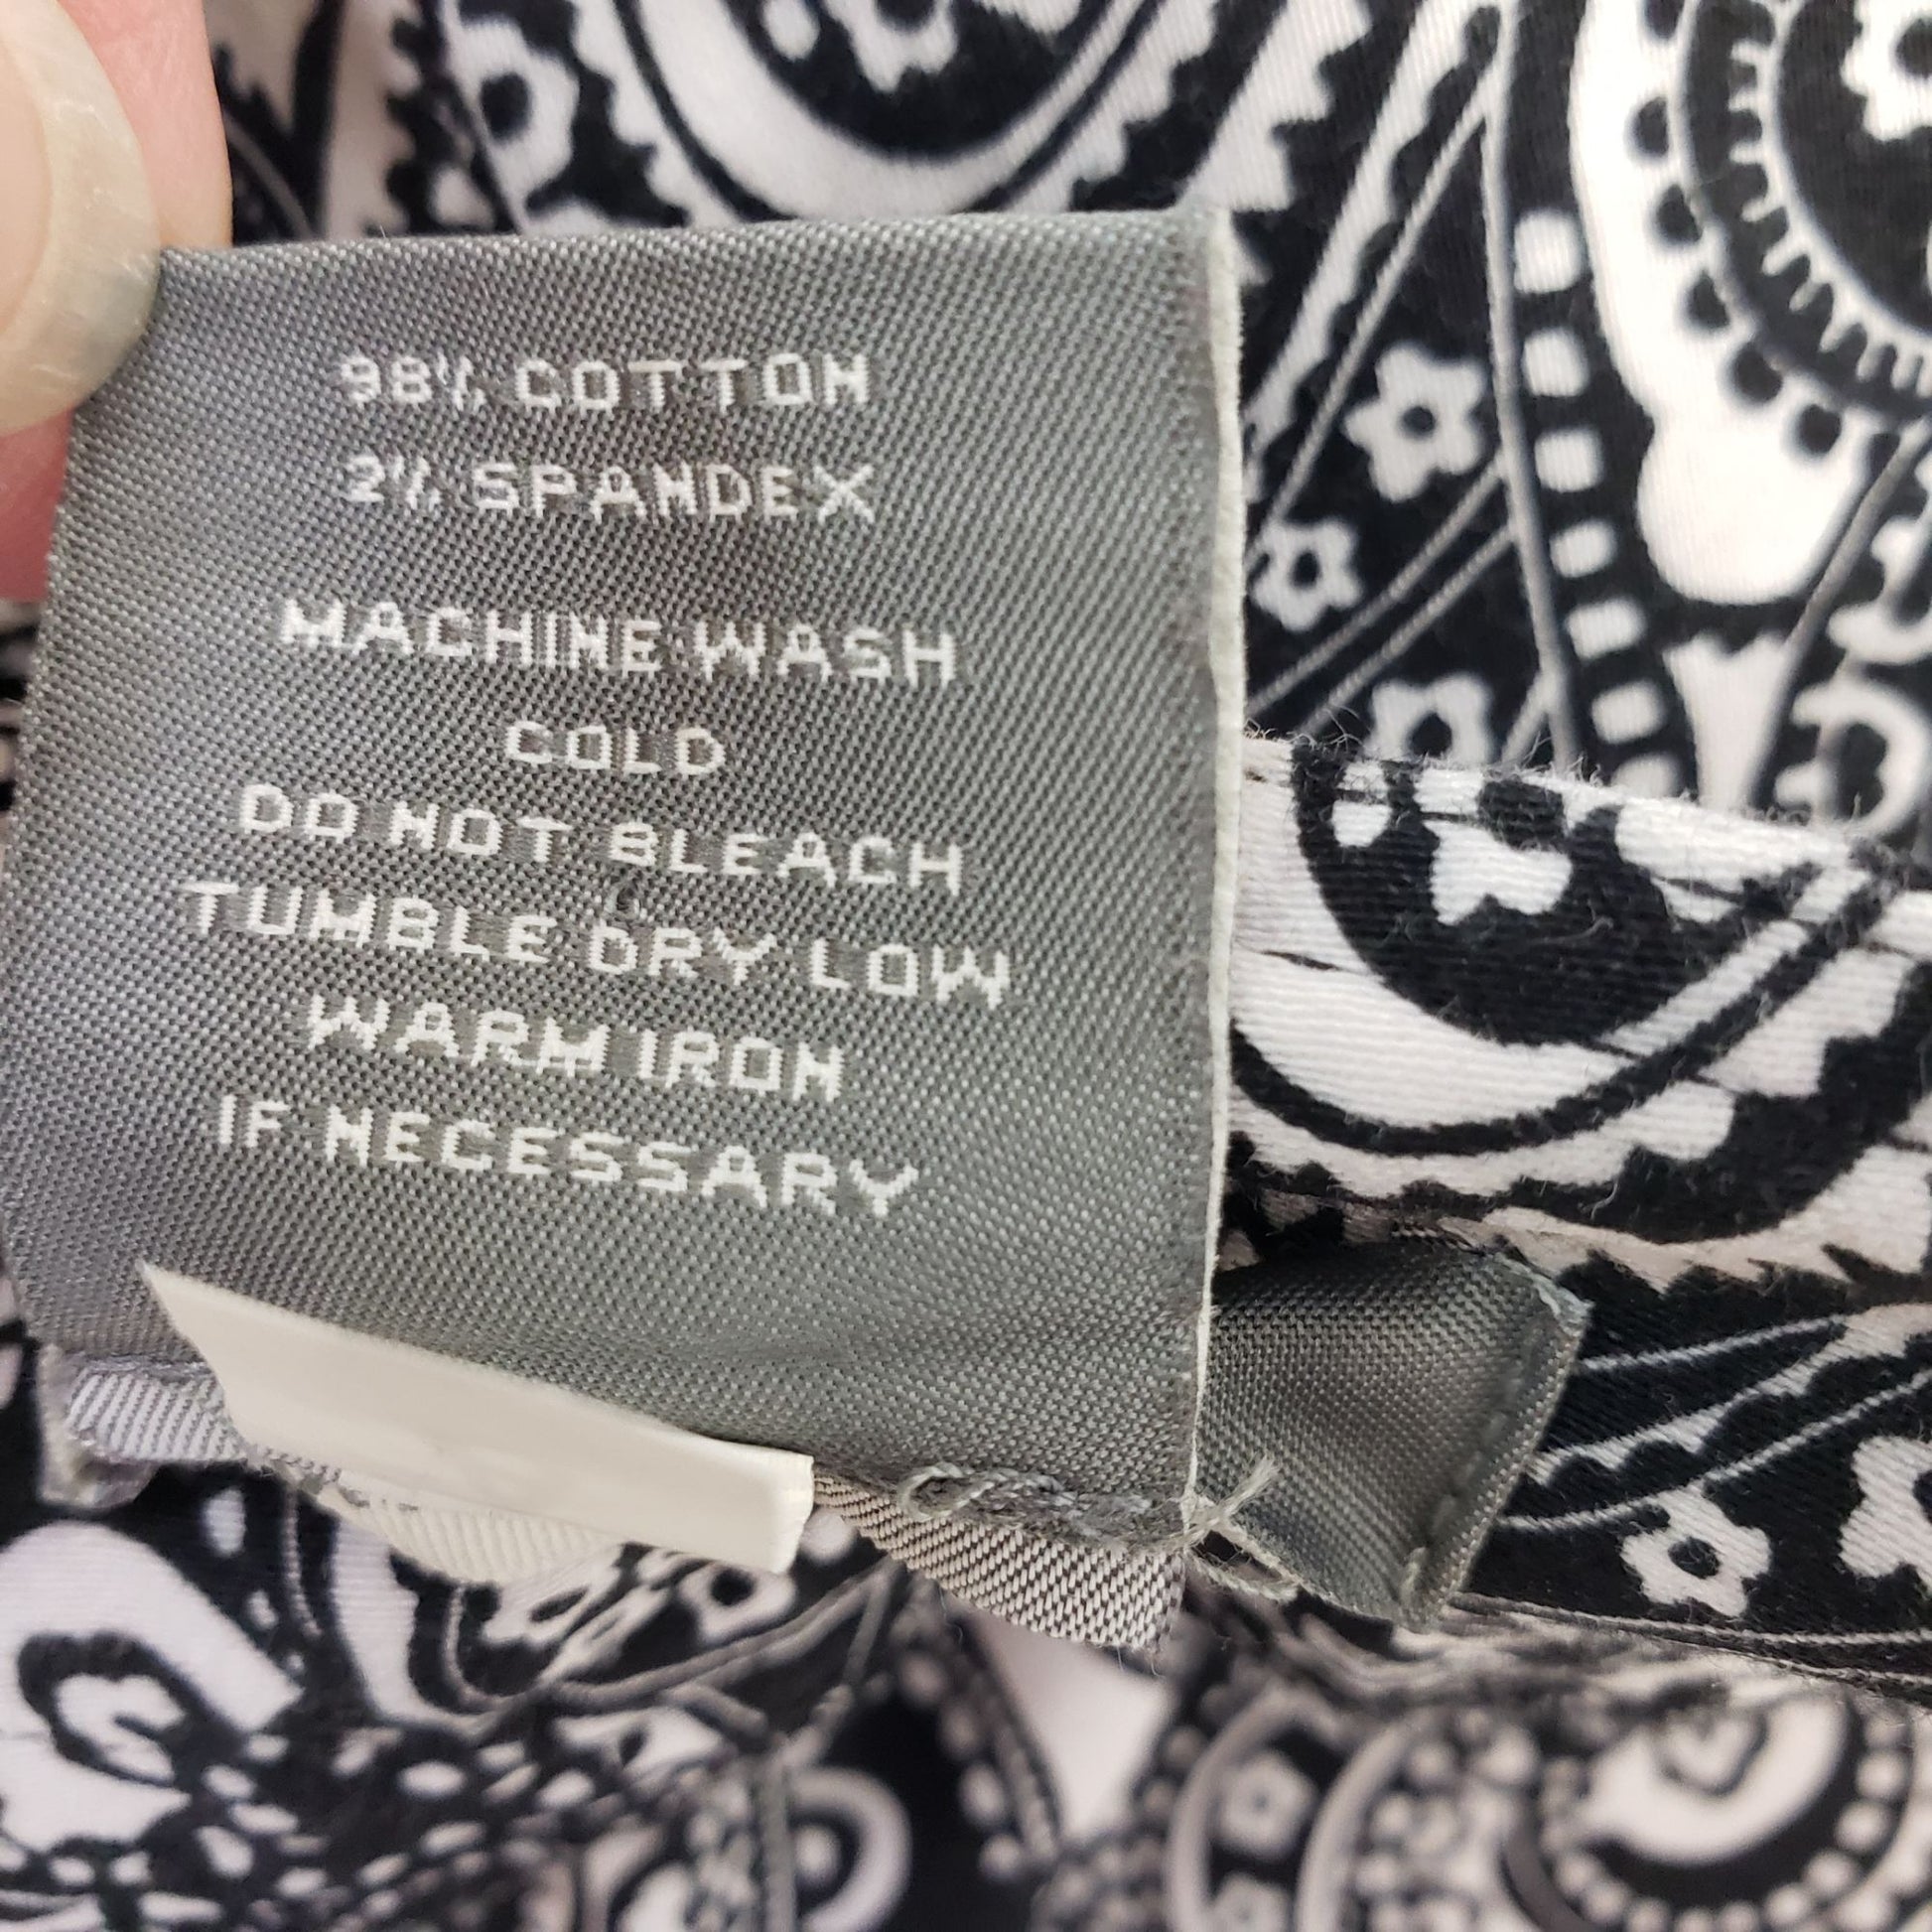 98% COTTON
2% SPANDEX
MACHINE WASH
COLD
DO NOT BLEACH
TUMBLE DRY LOW
WARM IRON
IF NECESSARY